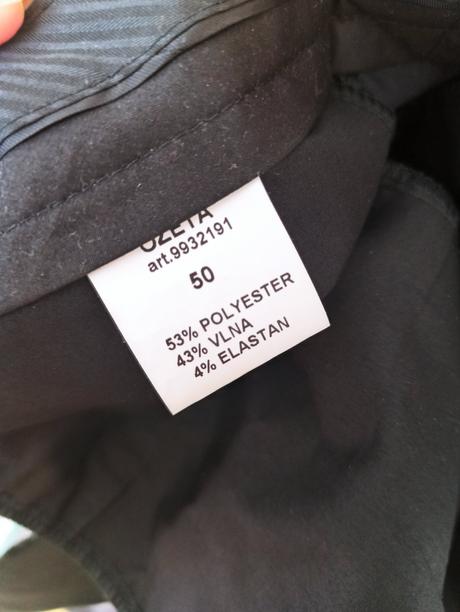 OZETA
art.9932191
50
53% POLYESTER
43% VLNA
4% ELASTAN